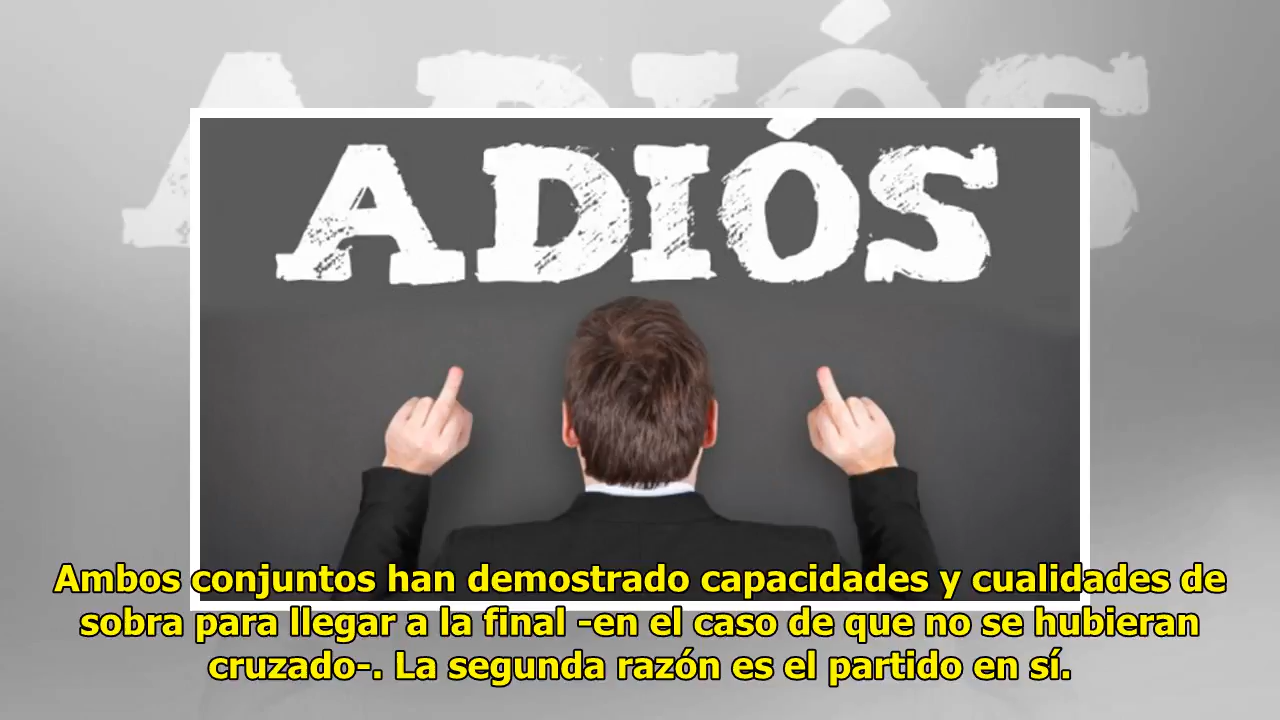 ADIÓS
ADIÓS
Ambos conjuntos han demostrado capacidades y cualidades de
sobra para llegar a la final -en el caso de que no se hubieran
cruzado-. La segunda razón es el partido en sí.